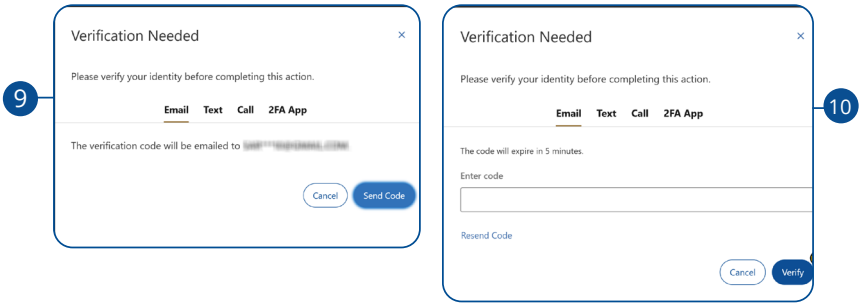 9
Verification Needed ×
Please verify your identity before completing this action.
Email Text Call 2FA App
The verification code will be emailed to
Cancel Send Code
10
Verification Needed ×
Please verify your identity before completing this action.
Email Text Call 2FA App
The code will expire in 5 minutes.
Enter code
Resend Code
Cancel Verify